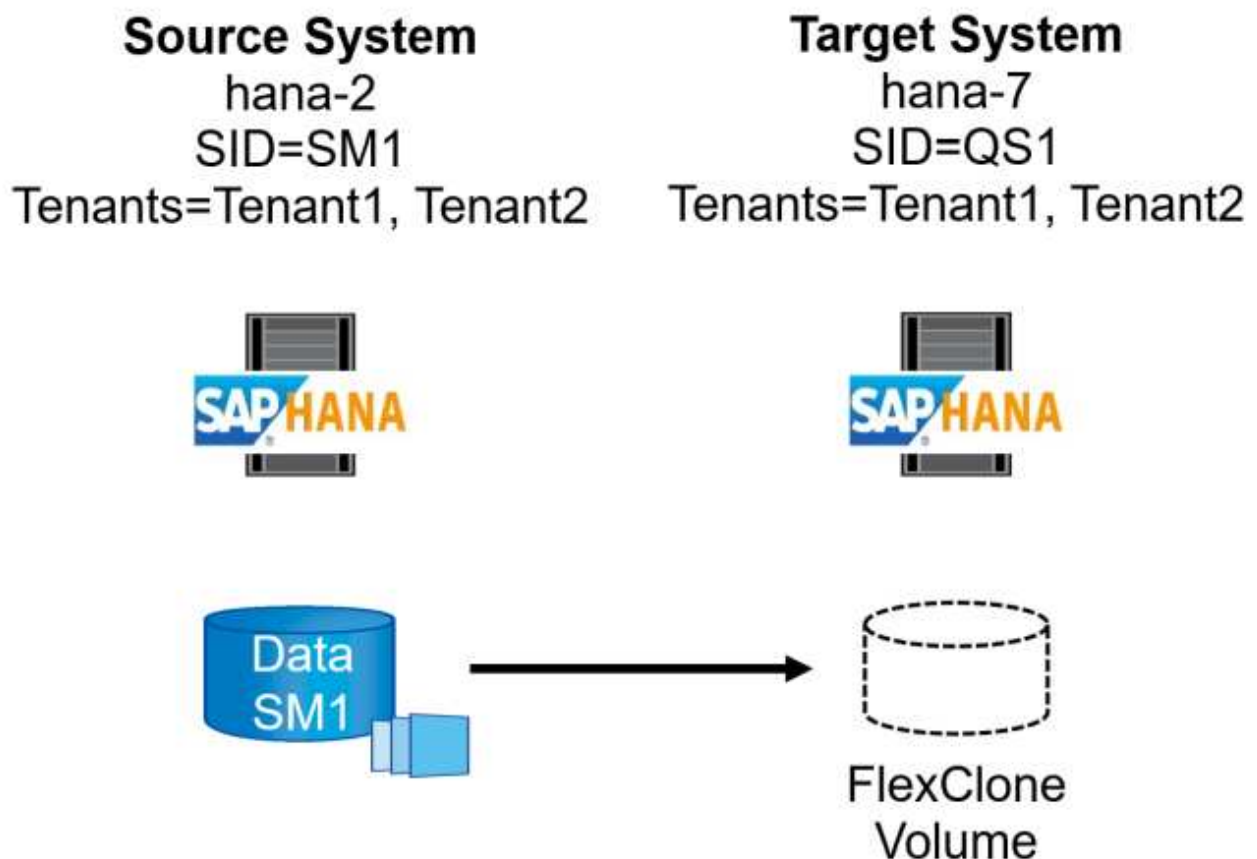 Source System
hana-2
SID=SM1
Tenants=Tenant1, Tenant2
Target System
hana-7
SID=QS1
Tenants=Tenant1, Tenant2
SAP HANA
®
SAP HANA
®
Data
SM1
FlexClone
Volume